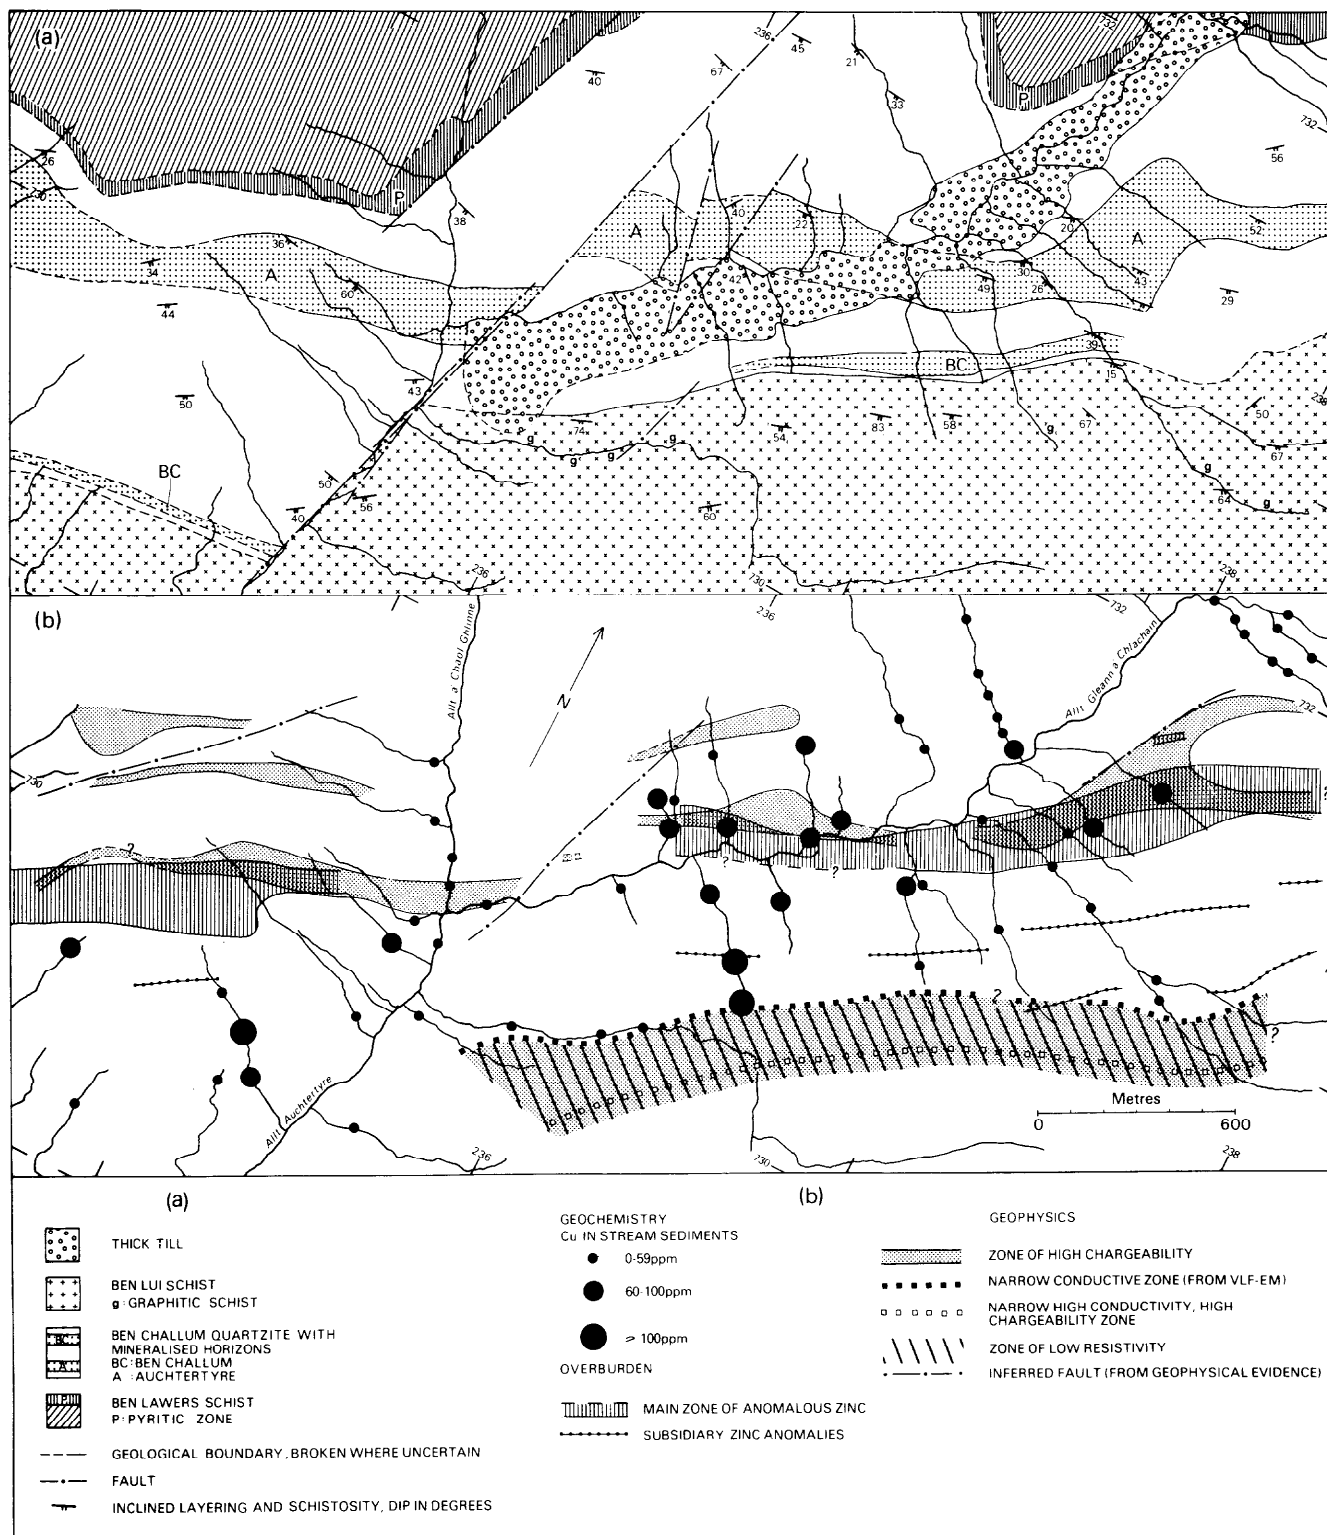 (a)
236
732
45
67
21
40
33
P
732
56
26
30
P
38
A
40
22
20
A
52
36
34
A
60
42
49
30
26
43
29
44
39
BC
15
50
43
74
g
g
g
g
54
83
58
g
67
50
238
67
g
BC
50
56
40
60
64
g
236
730
236
732
238
(b)
Allt a' Chaol Ghlinne
N
Allt Gleann a' Chlachain
732
730
?
?
?
?
?
?
Allt Auchtertyre
Metres
0 600
236
730
238
(a) (b)
THICK TILL
BEN LUI SCHIST
g : GRAPHITIC SCHIST
BC
A
BEN CHALLUM QUARTZITE WITH
MINERALISED HORIZONS
BC: BEN CHALLUM
A : AUCHTERTYRE
P
BEN LAWERS SCHIST
P: PYRITIC ZONE
GEOLOGICAL BOUNDARY, BROKEN WHERE UNCERTAIN
FAULT
INCLINED LAYERING AND SCHISTOSITY, DIP IN DEGREES
GEOCHEMISTRY
Cu IN STREAM SEDIMENTS
0-59ppm
60-100ppm
> 100ppm
OVERBURDEN
MAIN ZONE OF ANOMALOUS ZINC
SUBSIDIARY ZINC ANOMALIES
GEOPHYSICS
ZONE OF HIGH CHARGEABILITY
NARROW CONDUCTIVE ZONE (FROM VLF-EM)
NARROW HIGH CONDUCTIVITY, HIGH
CHARGEABILITY ZONE
ZONE OF LOW RESISTIVITY
INFERRED FAULT (FROM GEOPHYSICAL EVIDENCE)